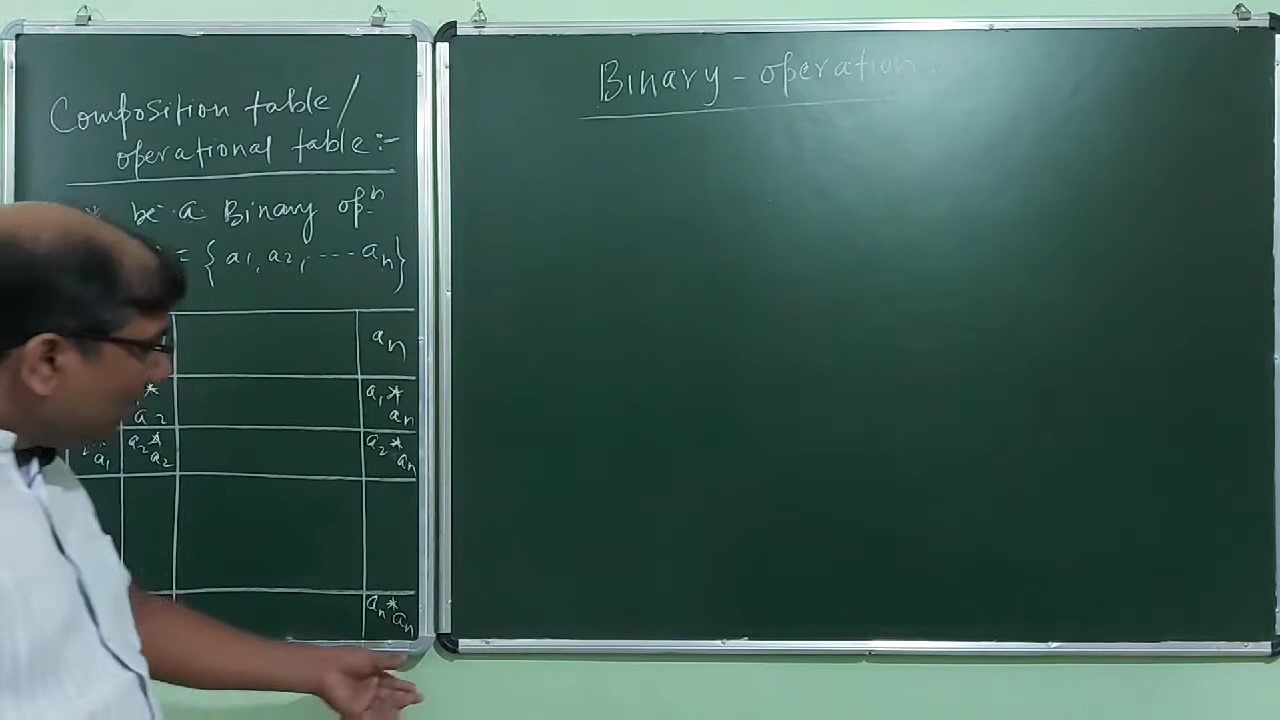 Composition table/
operational table:-
* be a Binary opⁿ
= {a1, a2, ---- an}
an
* a2
a1 * an
a1
a2 * a2
a2 * an
an * an
Binary - operation